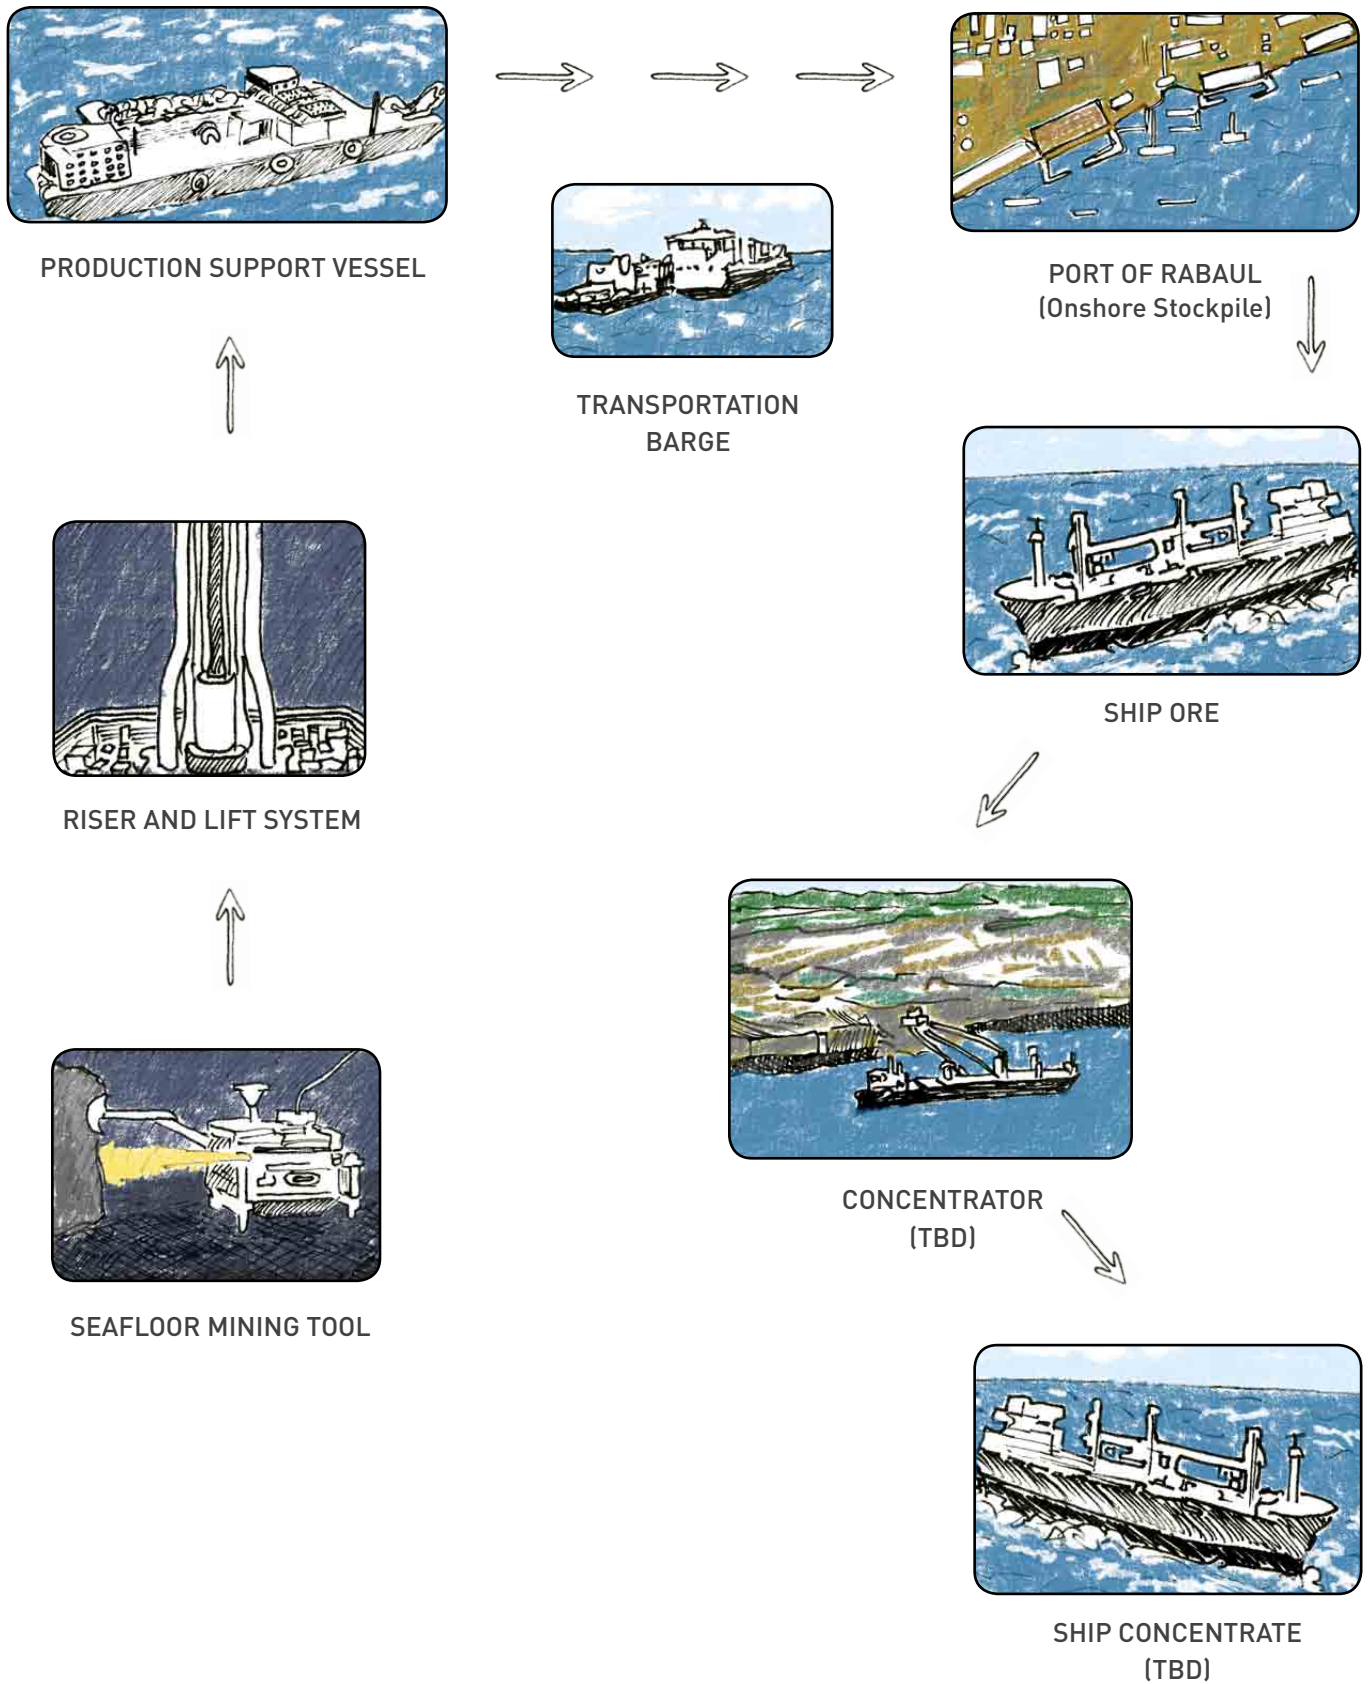 PRODUCTION SUPPORT VESSEL
TRANSPORTATION
BARGE
PORT OF RABAUL
(Onshore Stockpile)
RISER AND LIFT SYSTEM
SHIP ORE
SEAFLOOR MINING TOOL
CONCENTRATOR
(TBD)
SHIP CONCENTRATE
(TBD)